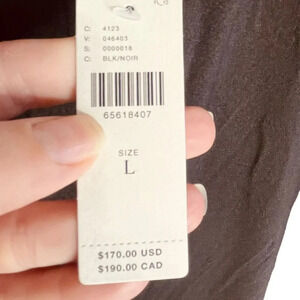 C: 4123
V: 046403
S: 0000018
C: BLK/NOIR
65618407
SIZE
L
$170.00 USD
$190.00 CAD